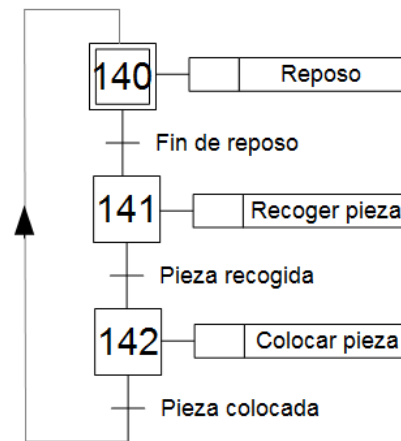 140
Reposo
Fin de reposo
141
Recoger pieza
Pieza recogida
142
Colocar pieza
Pieza colocada